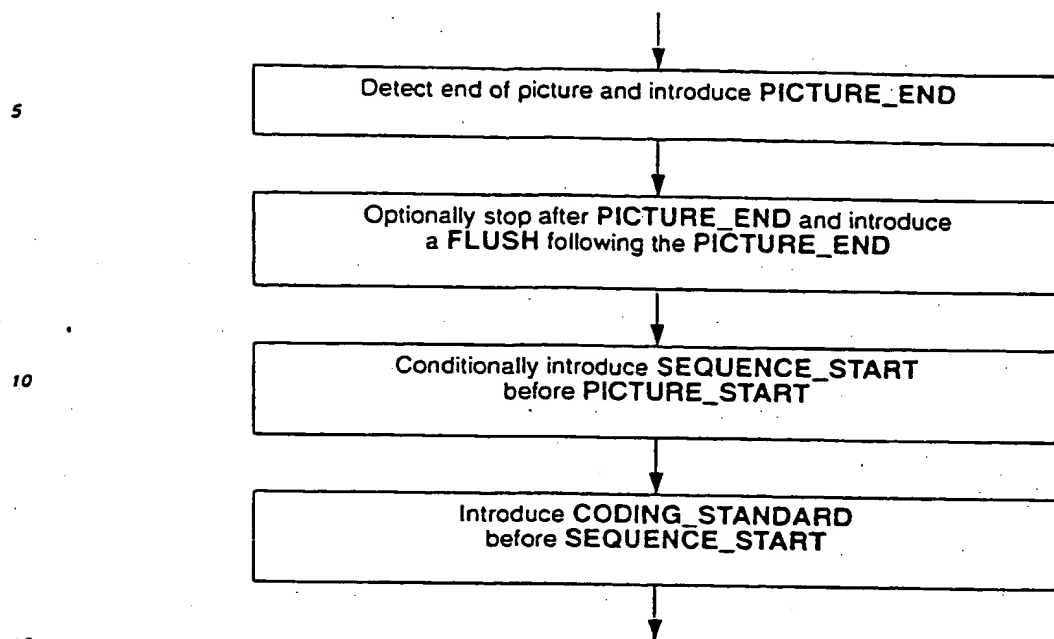 5
Detect end of picture and introduce PICTURE_END
Optionally stop after PICTURE_END and introduce
a FLUSH following the PICTURE_END
10
Conditionally introduce SEQUENCE_START
before PICTURE_START
Introduce CODING_STANDARD
before SEQUENCE_START